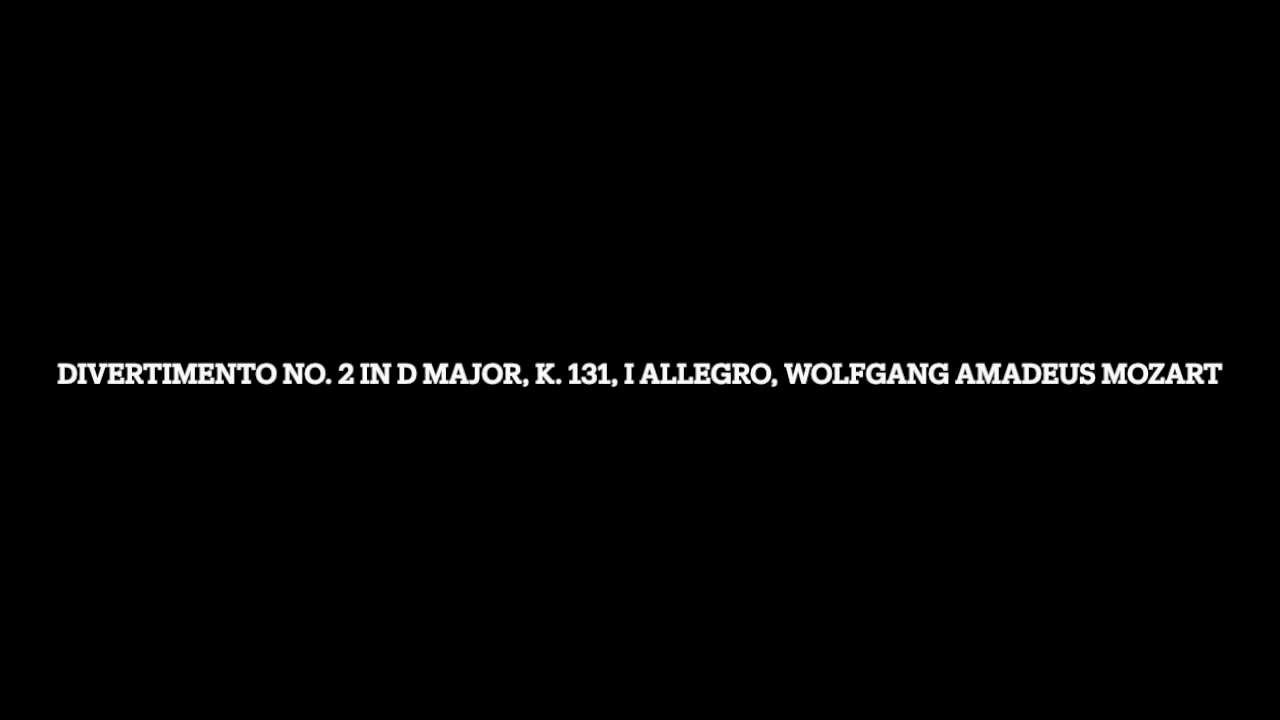 DIVERTIMENTO NO. 2 IN D MAJOR, K. 131, I ALLEGRO, WOLFGANG AMADEUS MOZART